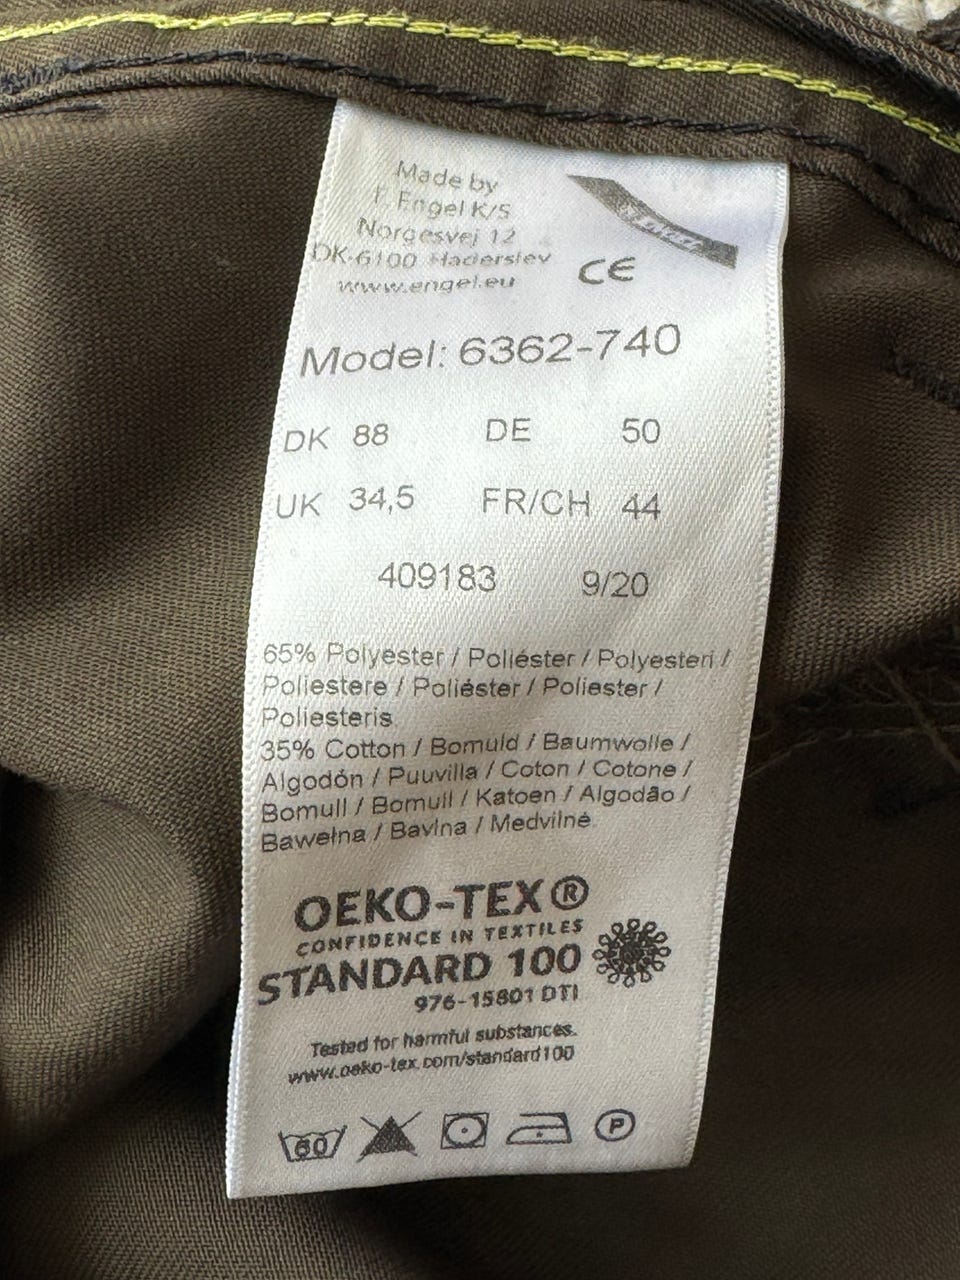 Made by
F. Engel K/S
Norgesvej 12
DK-6100 Haderslev
www.engel.eu
CE
Model: 6362-740
DK 88 DE 50
UK 34,5 FR/CH 44
409183 9/20
65% Polyester / Poliéster / Polyesteri /
Poliestere / Poliéster / Poliester /
Poliesteris
35% Cotton / Bomuld / Baumwolle /
Algodón / Puuvilla / Coton / Cotone /
Bomull / Bomull / Katoen / Algodão /
Bawełna / Bavlna / Medvilnė
OEKO-TEX®
CONFIDENCE IN TEXTILES
STANDARD 100
976-15801 DTI
Tested for harmful substances.
www.oeko-tex.com/standard100
60 P